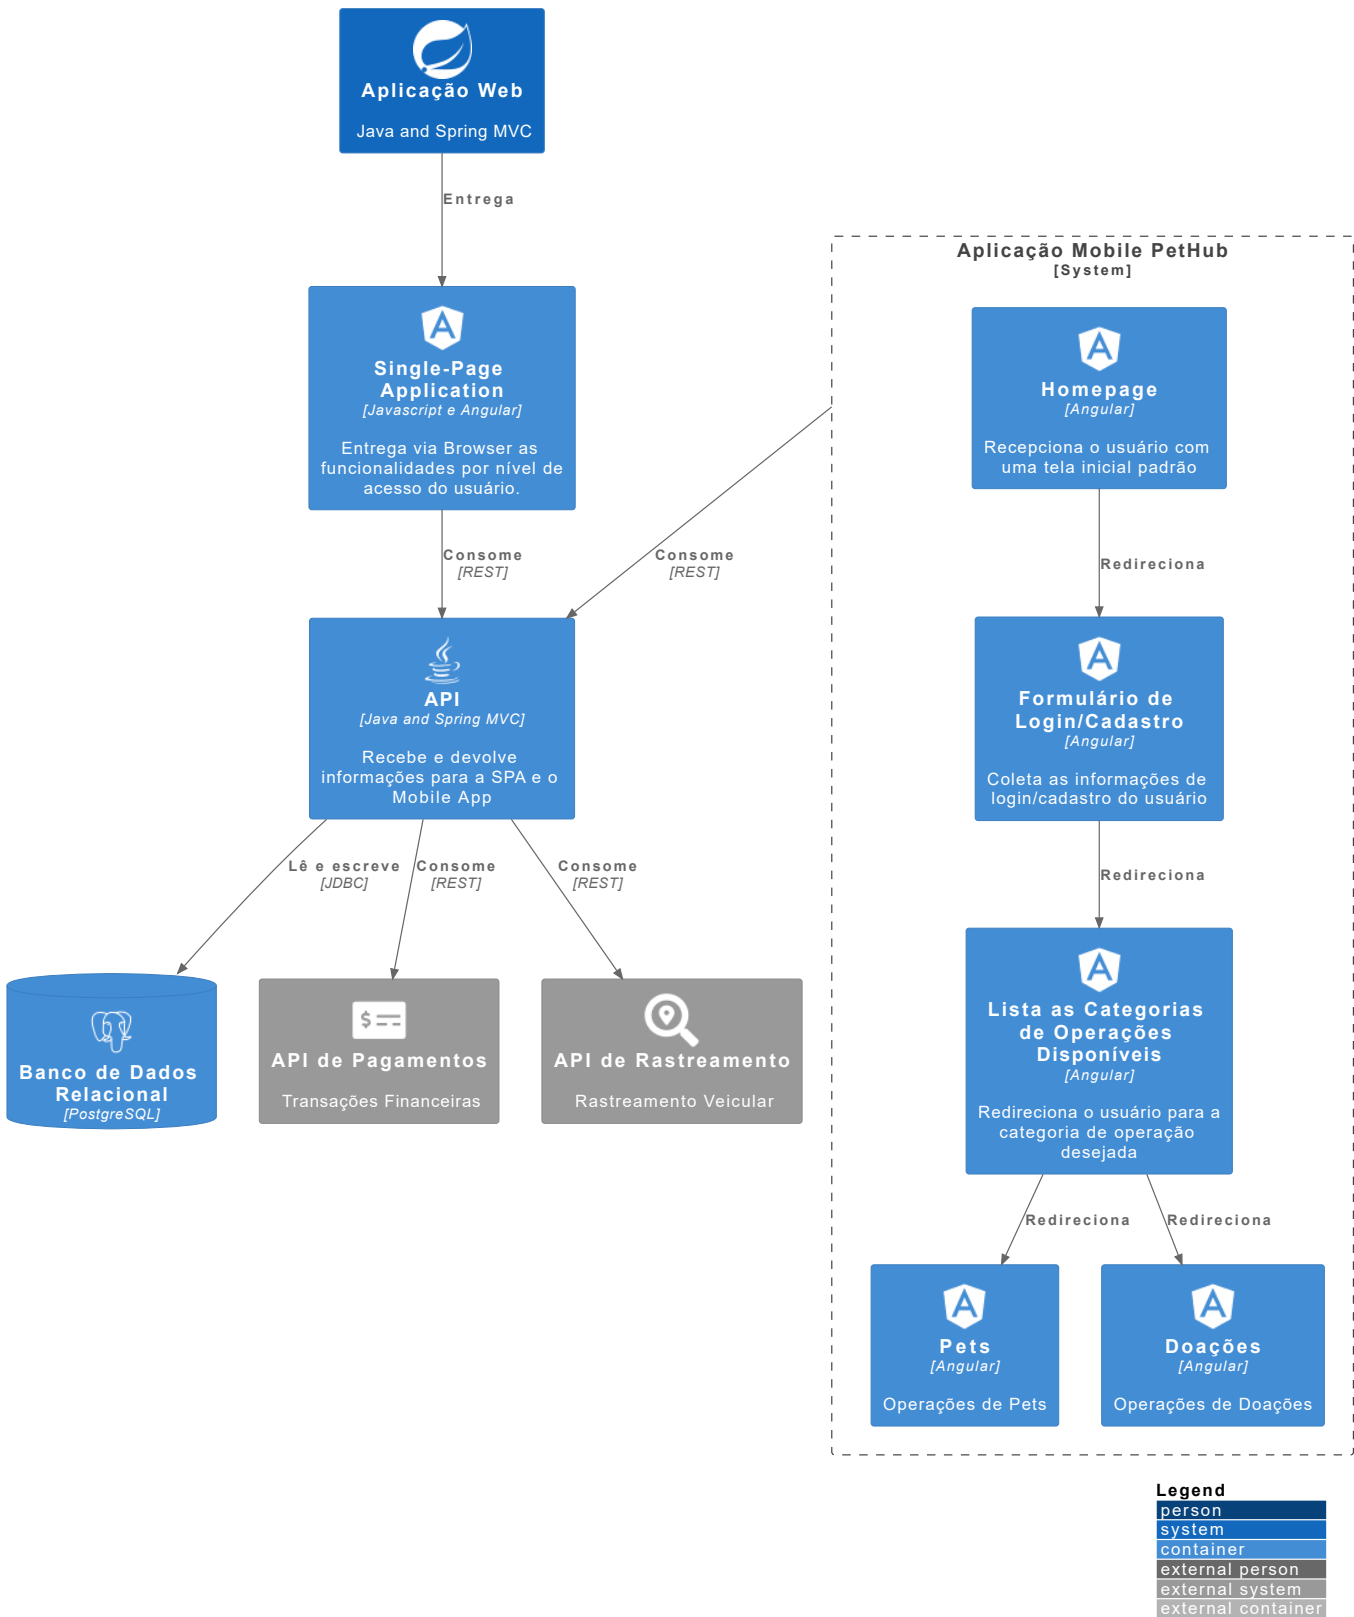 Aplicação Web
Java and Spring MVC
Entrega
Single-Page
Application
[Javascript e Angular]
Entrega via Browser as
funcionalidades por nível de
acesso do usuário.
Consome
[REST]
Consome
[REST]
API
[Java and Spring MVC]
Recebe e devolve
informações para a SPA e o
Mobile App
Lê e escreve
[JDBC]
Consome
[REST]
Consome
[REST]
Banco de Dados
Relacional
[PostgreSQL]
$
API de Pagamentos
Transações Financeiras
API de Rastreamento
Rastreamento Veicular
Aplicação Mobile PetHub
[System]
A
Homepage
[Angular]
Recepciona o usuário com
uma tela inicial padrão
Redireciona
Formulário de
Login/Cadastro
[Angular]
Coleta as informações de
login/cadastro do usuário
Redireciona
Lista as Categorias
de Operações
Disponíveis
[Angular]
Redireciona o usuário para a
categoria de operação
desejada
Redireciona
Redireciona
Pets
[Angular]
Operações de Pets
Doações
[Angular]
Operações de Doações
Legend
person
system
container
external person
external system
external container